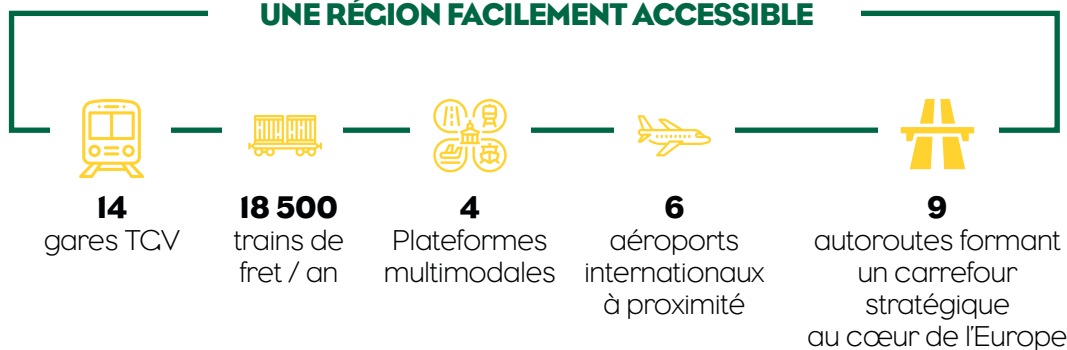 UNE RÉGION FACILEMENT ACCESSIBLE
14
gares TGV
18 500
trains de
fret / an
4
Plateformes
multimodales
6
aéroports
internationaux
à proximité
9
autoroutes formant
un carrefour
stratégique
au cœur de l'Europe